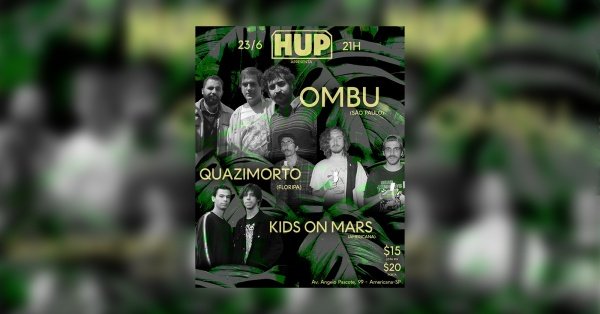 23/6
HUP
21H
APRESENTA
OMBU
(SÃO PAULO)
QUAZIMORTO
(FLORIPA)
KIDS ON MARS
(AMERICANA)
$15
$20
Av. Angelo Pascote, 99 - Americana-SP